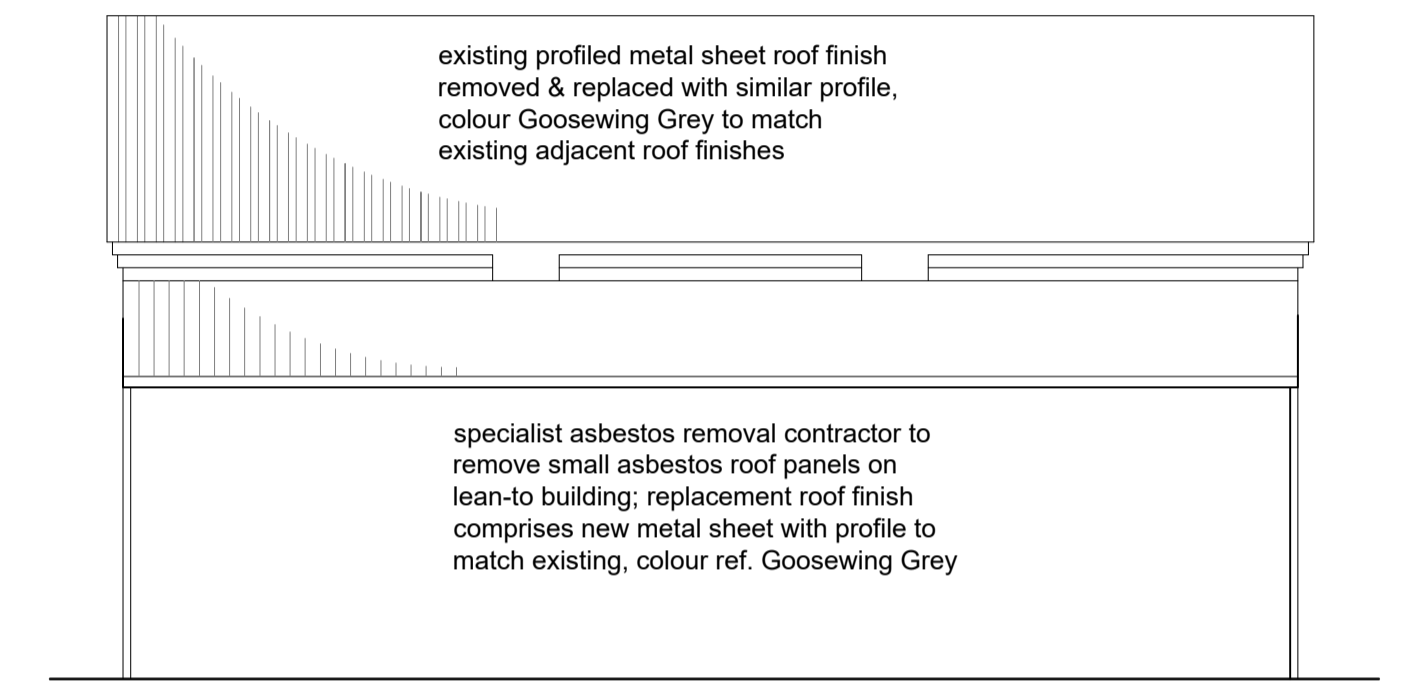 existing profiled metal sheet roof finish
removed & replaced with similar profile,
colour Goosewing Grey to match
existing adjacent roof finishes
specialist asbestos removal contractor to
remove small asbestos roof panels on
lean-to building; replacement roof finish
comprises new metal sheet with profile to
match existing, colour ref. Goosewing Grey